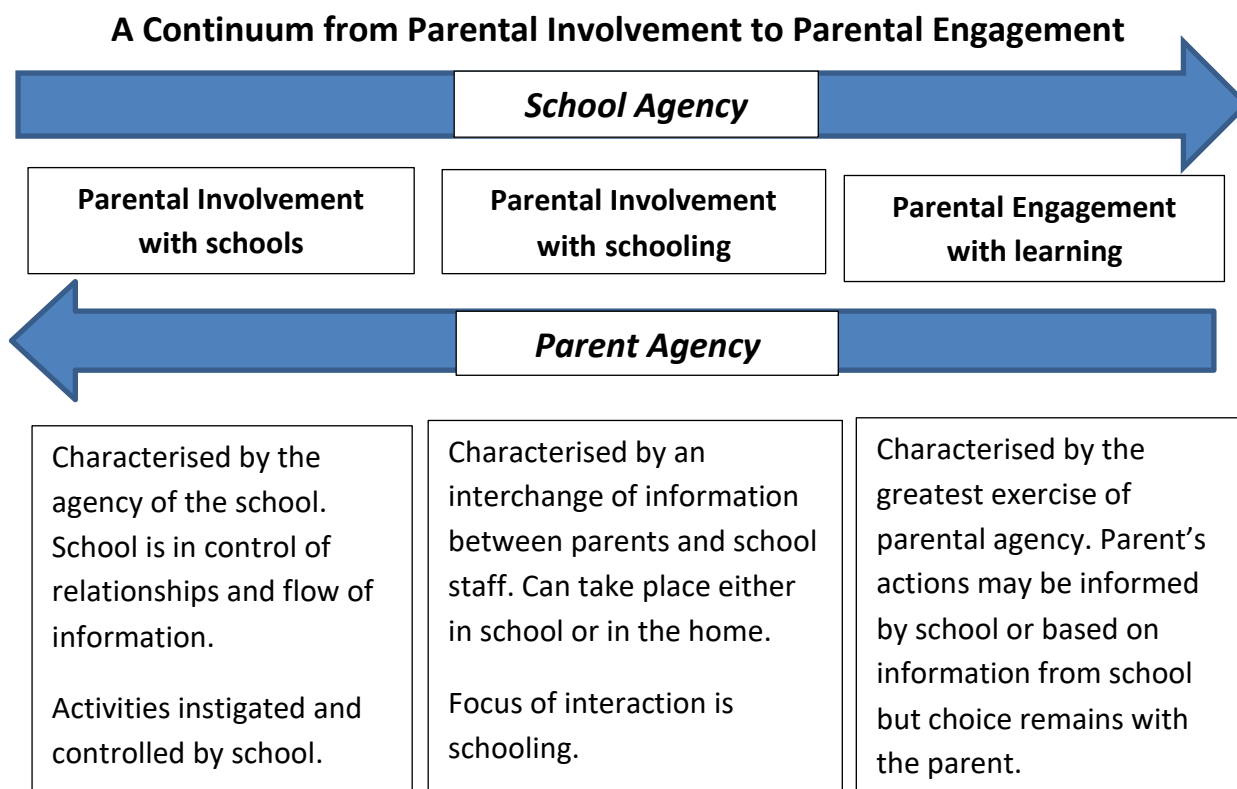 A Continuum from Parental Involvement to Parental Engagement
School Agency
Parental Involvement
with schools
Parental Involvement
with schooling
Parental Engagement
with learning
Parent Agency
Characterised by the
agency of the school.
School is in control of
relationships and flow of
information.
Activities instigated and
controlled by school.
Characterised by an
interchange of information
between parents and school
staff. Can take place either
in school or in the home.
Focus of interaction is
schooling.
Characterised by the
greatest exercise of
parental agency. Parent’s
actions may be informed
by school or based on
information from school
but choice remains with
the parent.